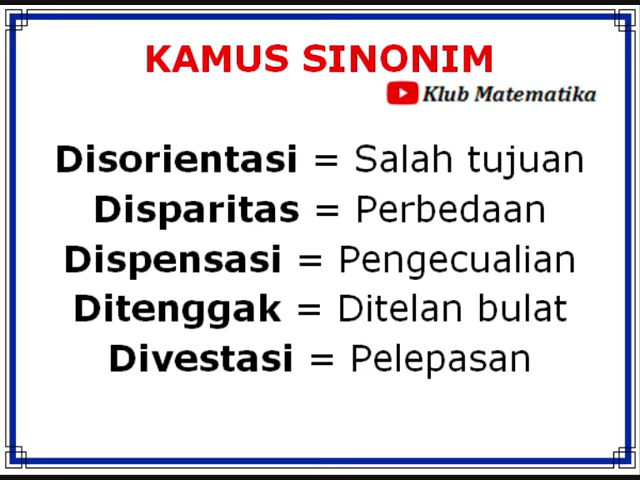 KAMUS SINONIM
Klub Matematika
Disorientasi = Salah tujuan
Disparitas = Perbedaan
Dispensasi = Pengecualian
Ditenggak = Ditelan bulat
Divestasi = Pelepasan